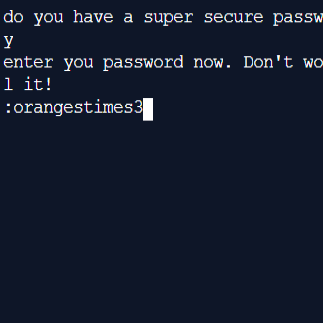 do you have a super secure passw
y
enter you password now. Don't wo
l it!
:orangestimes3